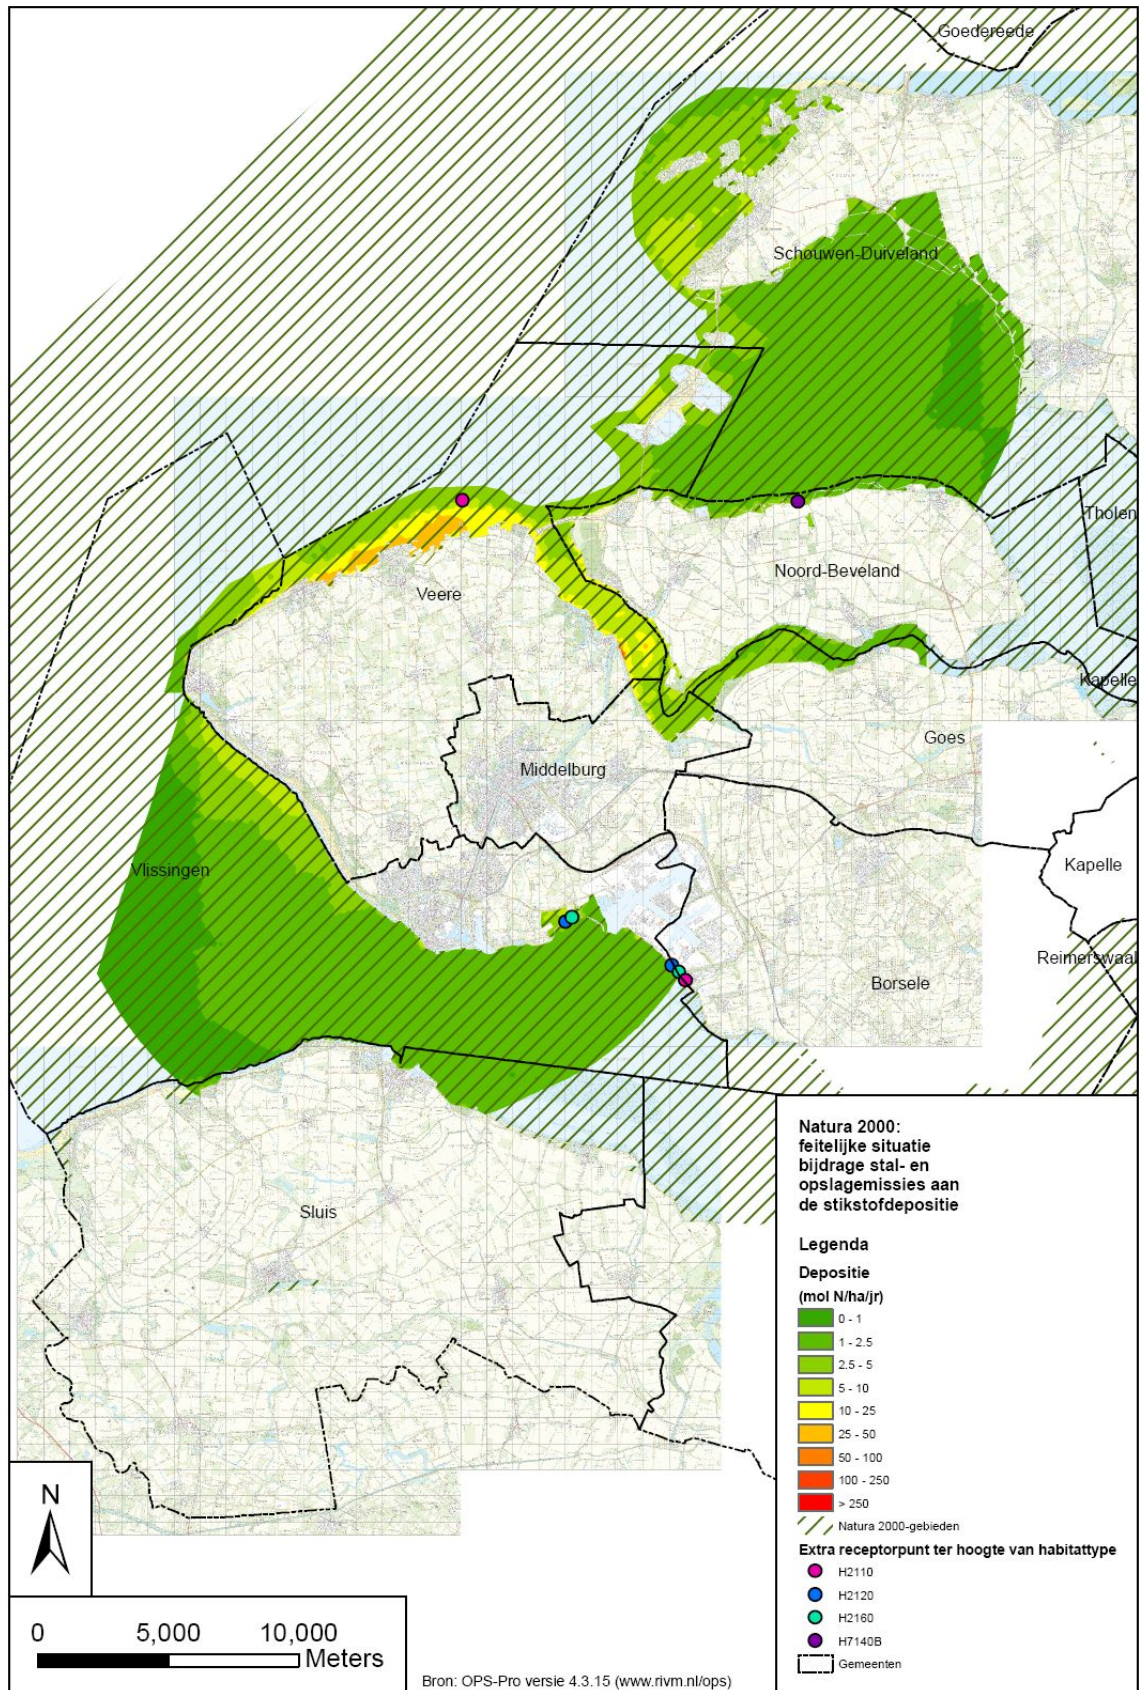 Goedereede
Schouwen-Duiveland
Tholen
Noord-Beveland
Veere
Kapelle
Goes
Middelburg
Kapelle
Vlissingen
Reimerswaal
Borsele
Sluis
Natura 2000:
feitelijke situatie
bijdrage stal- en
opslagemissies aan
de stikstofdepositie
Legenda
Depositie
(mol N/ha/jr)
0 - 1
1 - 2.5
2.5 - 5
5 - 10
10 - 25
25 - 50
50 - 100
100 - 250
> 250
Natura 2000-gebieden
Extra receptorpunt ter hoogte van habitattype
H2110
H2120
H2160
H7140B
Gemeenten
N
0 5,000 10,000
Meters
Bron: OPS-Pro versie 4.3.15 (www.rivm.nl/ops)